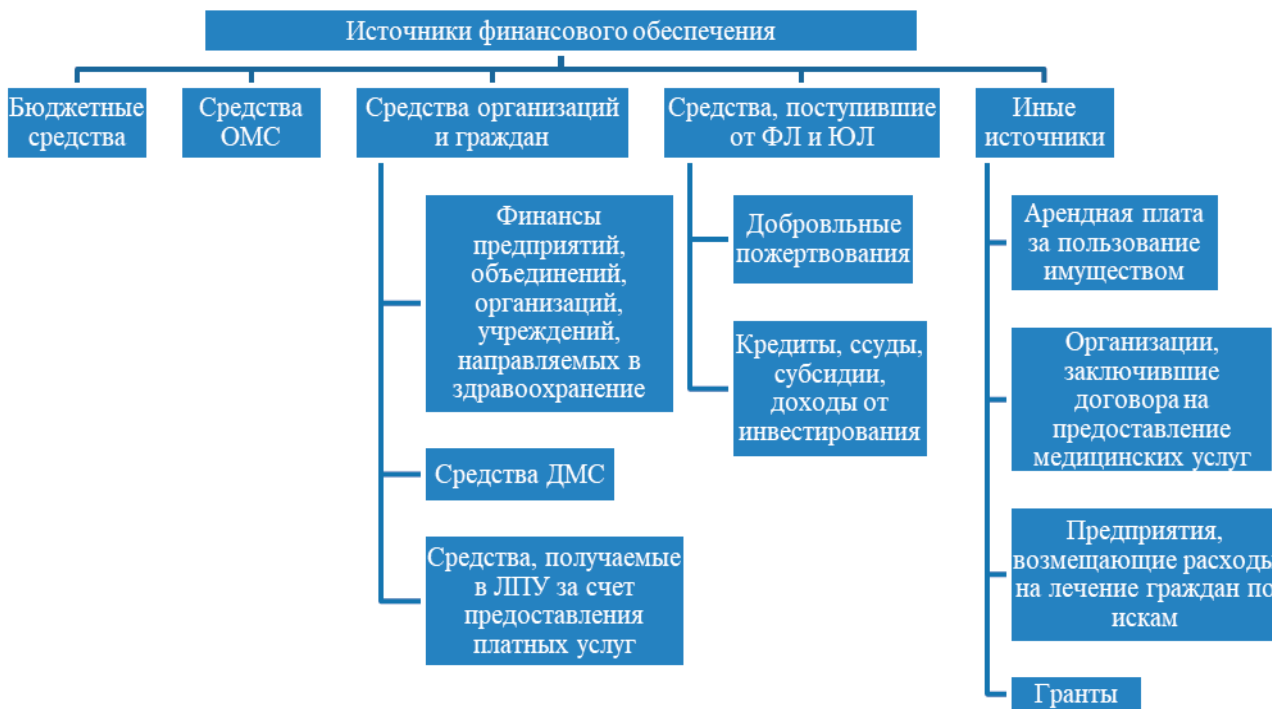 Источники финансового обеспечения
Бюджетные
средства
Средства
ОМС
Средства организаций
и граждан
Средства, поступившие
от ФЛ и ЮЛ
Иные
источники
Финансы
предприятий,
объединений,
организаций,
учреждений,
направляемых в
здравоохранение
Средства ДМС
Средства, получаемые
в ЛПУ за счет
предоставления
платных услуг
Добровльные
пожертвования
Кредиты, ссуды,
субсидии,
доходы от
инвестирования
Арендная плата
за пользование
имуществом
Организации,
заключившие
договора на
предоставление
медицинских услуг
Предприятия,
возмещающие расходы
на лечение граждан по
искам
Гранты